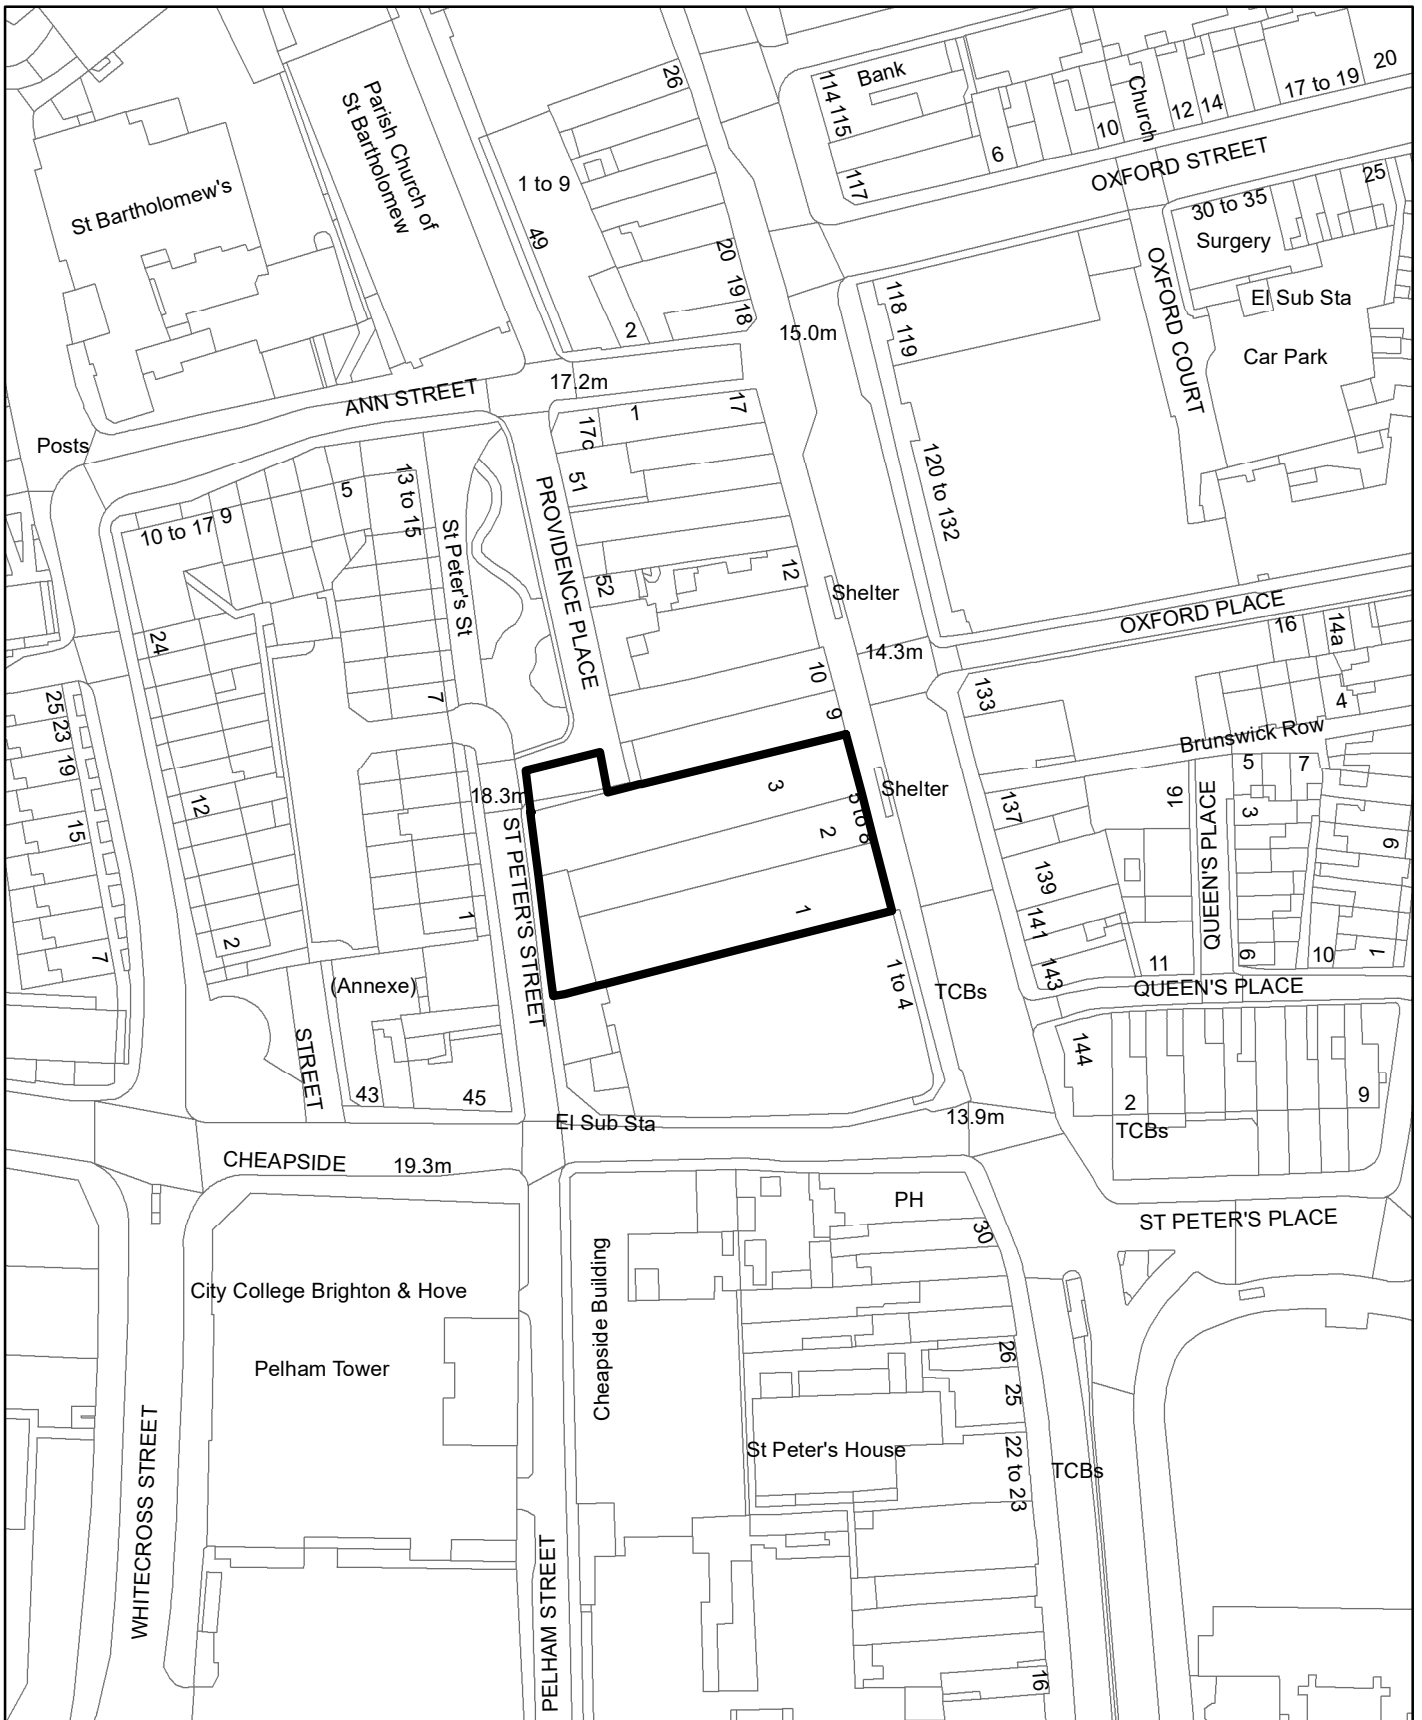 26
Bank
114
115
117
6
10
Church
12
14
17 to 19
20
Parish Church of
St Bartholomew
St Bartholomew's
1 to 9
49
OXFORD STREET
25
30 to 35
Surgery
20
19
18
2
15.0m
118
119
OXFORD COURT
El Sub Sta
Car Park
ANN STREET
17.2m
Posts
17c
1
17
51
5
13 to 15
10 to 17
9
St Peter's St
PROVIDENCE PLACE
120 to 132
52
12
Shelter
OXFORD PLACE
24
16
14a
14.3m
10
9
133
7
4
25
23
19
15
7
12
2
Brunswick Row
5
7
3
16
QUEEN'S PLACE
9
18.3m
3
2
1
5 to 8
Shelter
137
139
141
143
ST PETER'S STREET
1
(Annexe)
1 to 4
TCBs
11
6
10
1
QUEEN'S PLACE
STREET
43
45
144
2
9
TCBs
El Sub Sta
13.9m
CHEAPSIDE
19.3m
PH
30
ST PETER'S PLACE
City College Brighton & Hove
Pelham Tower
Cheapside Building
26
25
22 to 23
St Peter's House
TCBs
WHITECROSS STREET
PELHAM STREET
16